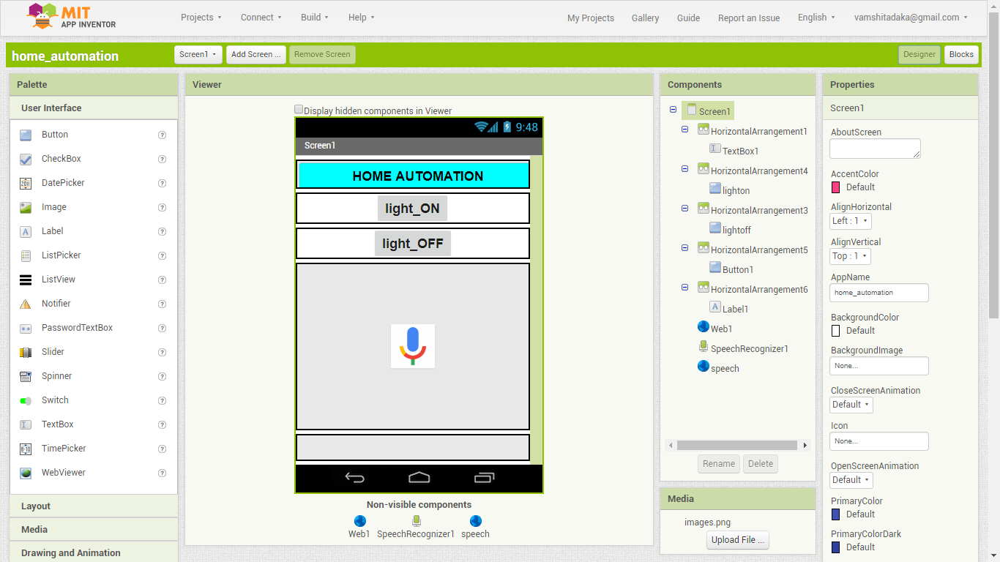 MIT
APP INVENTOR
Projects Connect Build Help My Projects Gallery Guide Report an Issue English vamshitadaka@gmail.com
home_automation Screen1 Add Screen ... Remove Screen Designer Blocks
Palette
User Interface
Button ?
CheckBox ?
DatePicker ?
Image ?
Label ?
ListPicker ?
ListView ?
Notifier ?
PasswordTextBox ?
Slider ?
Spinner ?
Switch ?
TextBox ?
TimePicker ?
WebViewer ?
Layout
Media
Drawing and Animation
Viewer
Display hidden components in Viewer
9:48
Screen1
HOME AUTOMATION
light_ON
light_OFF
Non-visible components
Web1 SpeechRecognizer1 speech
Components
Screen1
HorizontalArrangement1
TextBox1
HorizontalArrangement4
lighton
HorizontalArrangement3
lightoff
HorizontalArrangement5
Button1
HorizontalArrangement6
Label1
Web1
SpeechRecognizer1
speech
Rename Delete
Media
images.png
Upload File ...
Properties
Screen1
AboutScreen
AccentColor
Default
AlignHorizontal
Left : 1
AlignVertical
Top : 1
AppName
home_automation
BackgroundColor
Default
BackgroundImage
None...
CloseScreenAnimation
Default
Icon
None...
OpenScreenAnimation
Default
PrimaryColor
Default
PrimaryColorDark
Default